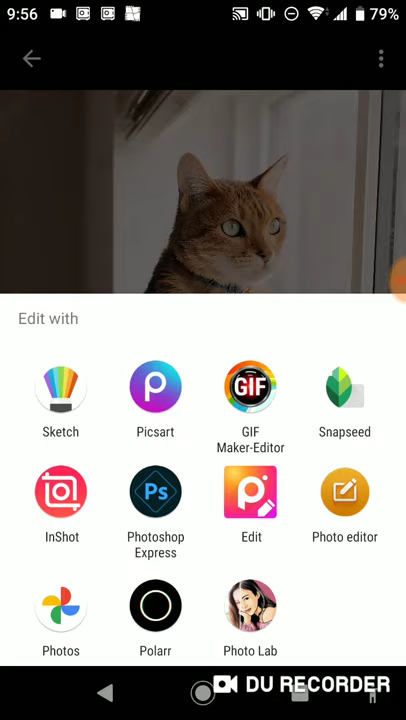 9:56
79%
Edit with
Sketch
Picsart
GIF
GIF
Maker-Editor
Snapseed
InShot
Ps
Photoshop
Express
Edit
Photo editor
Photos
Polarr
Photo Lab
DU RECORDER